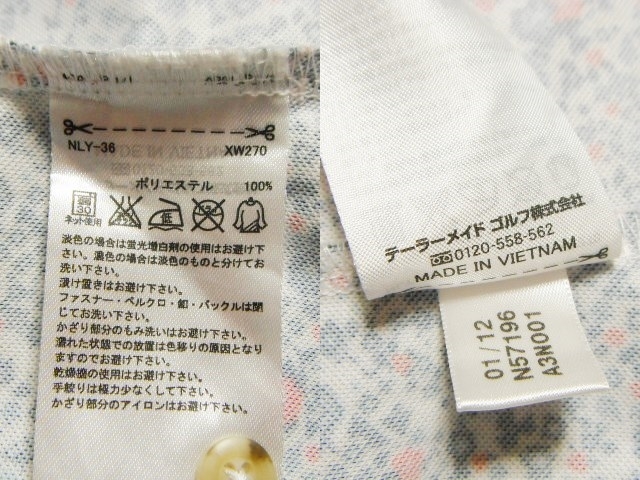 NLY-36 XW270
ポリエステル 100%
30
ネット使用
低
淡色の場合は蛍光増白剤の使用はお避け下
さい。濃色の場合は淡色のものと分けてお
洗い下さい。
漬け置きはお避け下さい。
ファスナー・ベルクロ・釦・バックルは閉
じてお洗い下さい。
かざり部分のもみ洗いはお避け下さい。
濡れた状態での放置は色移りの原因となり
ますのでお避け下さい。
乾燥機の使用はお避け下さい。
手絞りは極力少なくして下さい。
かざり部分のアイロンはお避け下さい。
テーラーメイド ゴルフ株式会社
0120-558-562
MADE IN VIETNAM
01/12
N57196
A3N001